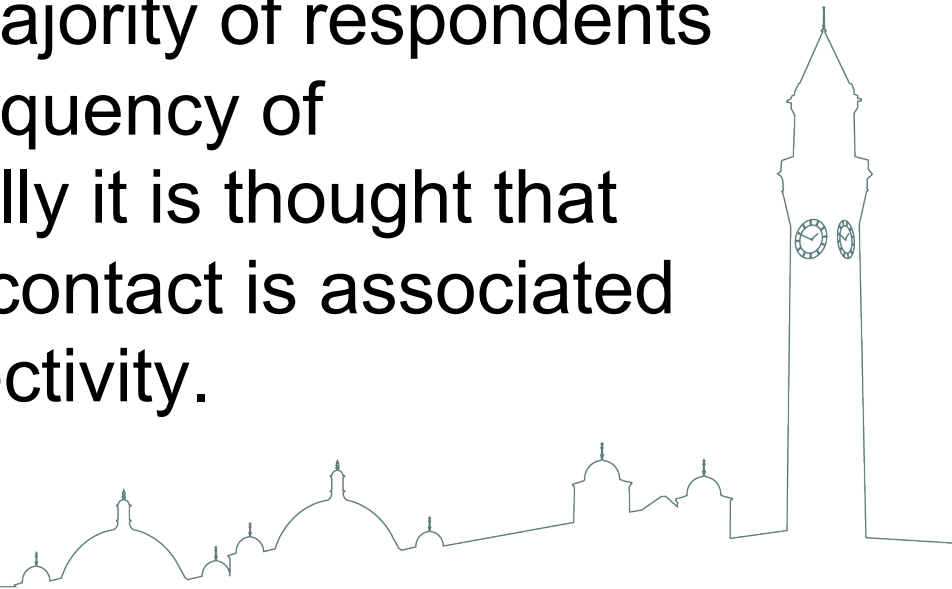 ajority of respondents
quency of
lly it is thought that
contact is associated
ctivity.